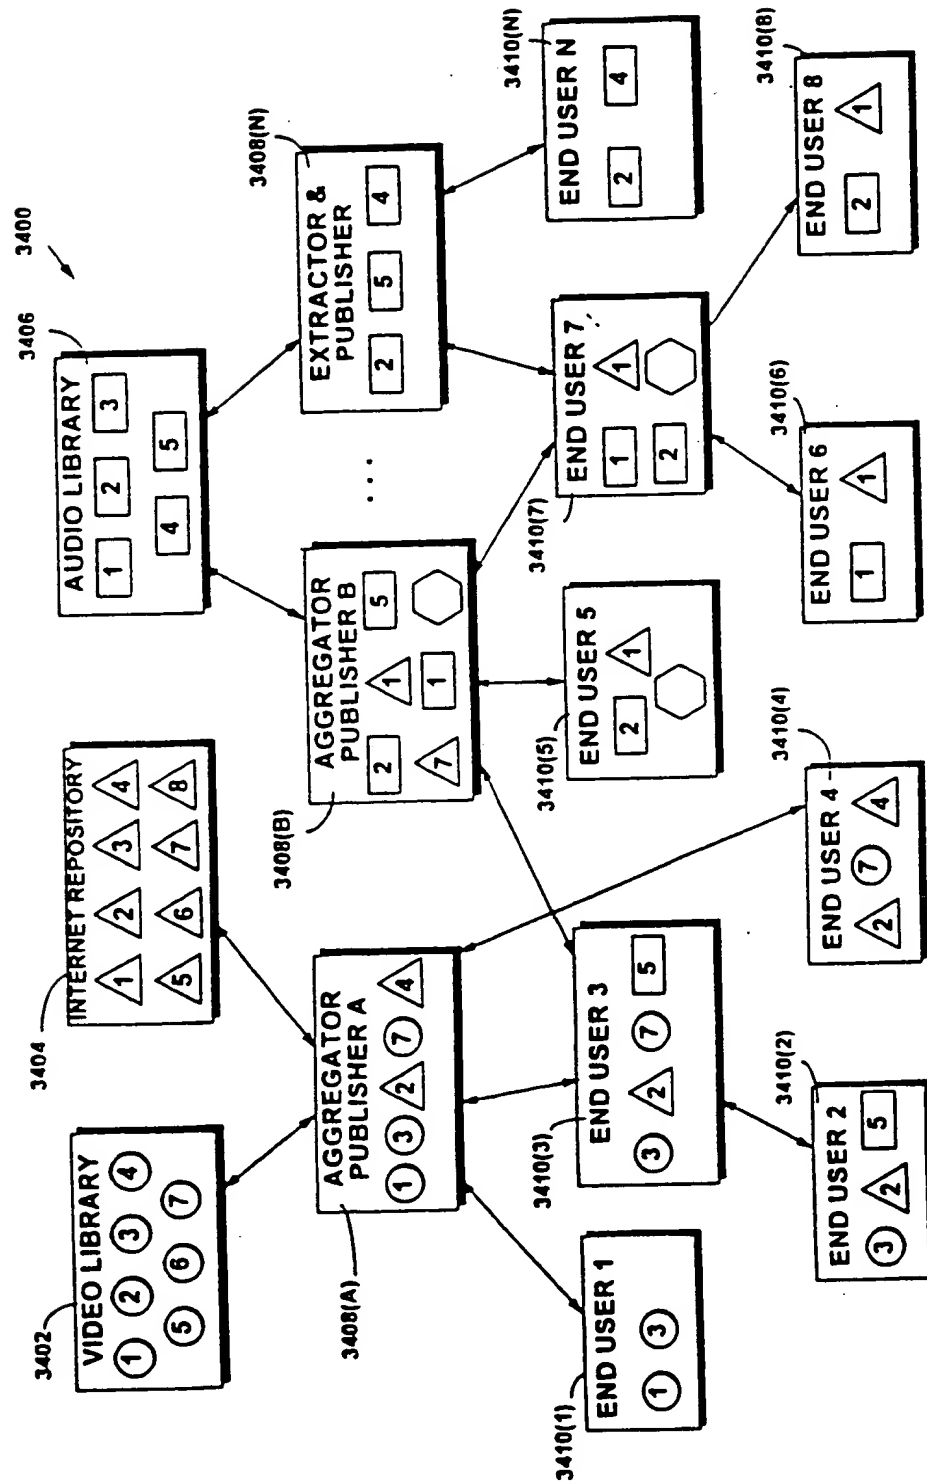 3400
3402
VIDEO LIBRARY
1 2 3 4
5 6 7
3404
INTERNET REPOSITORY
1 2 3 4
5 6 7 8
3406
AUDIO LIBRARY
1 2 3
4 5
3408(A)
AGGREGATOR
PUBLISHER A
1 3 2 7 4
3408(B)
AGGREGATOR
PUBLISHER B
2 1 5
7 1
. . .
3408(N)
EXTRACTOR &
PUBLISHER
2 5 4
3410(1)
END USER 1
1 3
3410(3)
END USER 3
3 2 7 5
3410(5)
END USER 5
2 1
3410(7)
END USER 7
1 1
2
3410(N)
END USER N
2 4
3410(2)
END USER 2
3 2 5
3410(4)
END USER 4
2 7 4
3410(6)
END USER 6
1 1
3410(8)
END USER 8
2 1